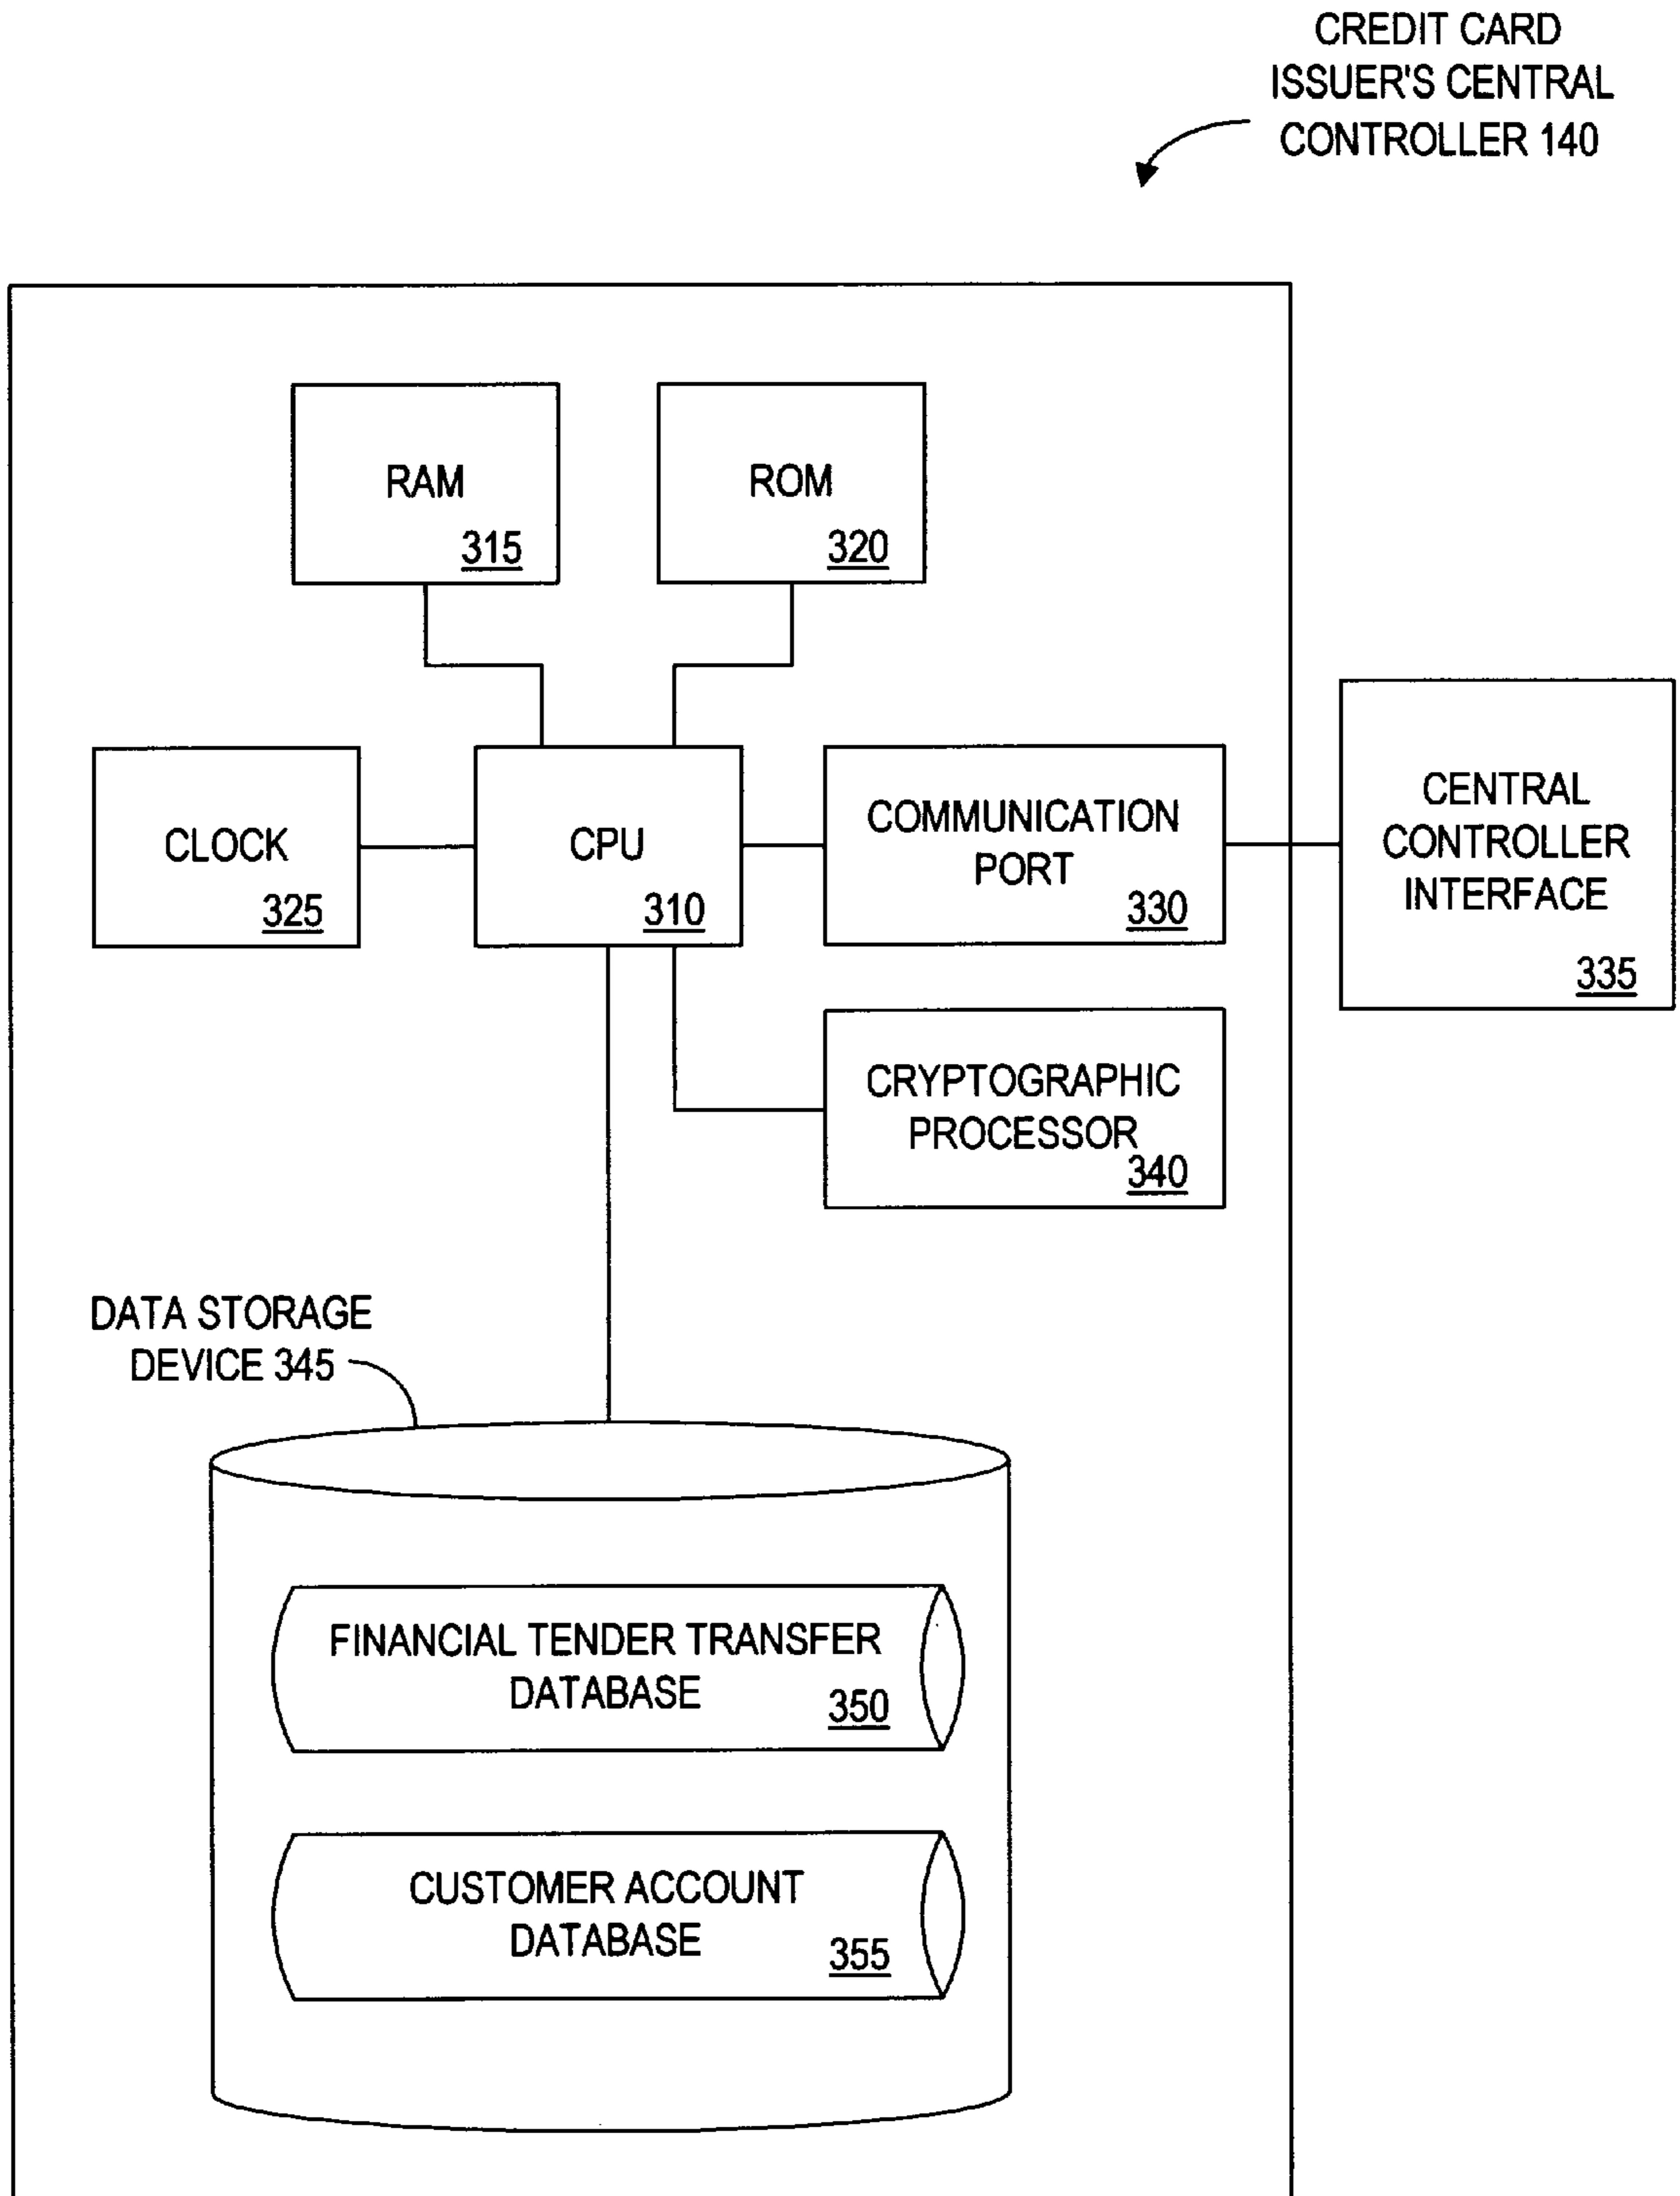 CREDIT CARD
ISSUER'S CENTRAL
CONTROLLER 140
RAM
315
ROM
320
CLOCK
325
CPU
310
COMMUNICATION
PORT
330
CENTRAL
CONTROLLER
INTERFACE
335
CRYPTOGRAPHIC
PROCESSOR
340
DATA STORAGE
DEVICE 345
FINANCIAL TENDER TRANSFER
DATABASE
350
CUSTOMER ACCOUNT
DATABASE
355